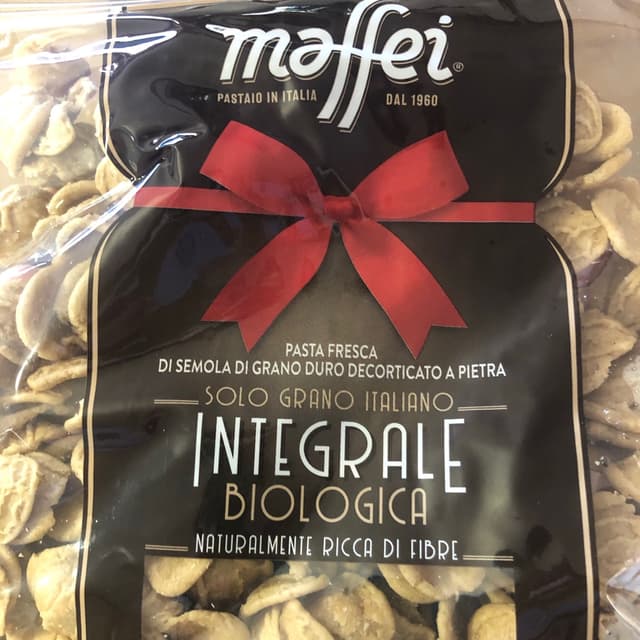 maffei®
PASTAIO IN ITALIA DAL 1960
PASTA FRESCA
DI SEMOLA DI GRANO DURO DECORTICATO A PIETRA
SOLO GRANO ITALIANO
INTEGRALE
BIOLOGICA
NATURALMENTE RICCA DI FIBRE